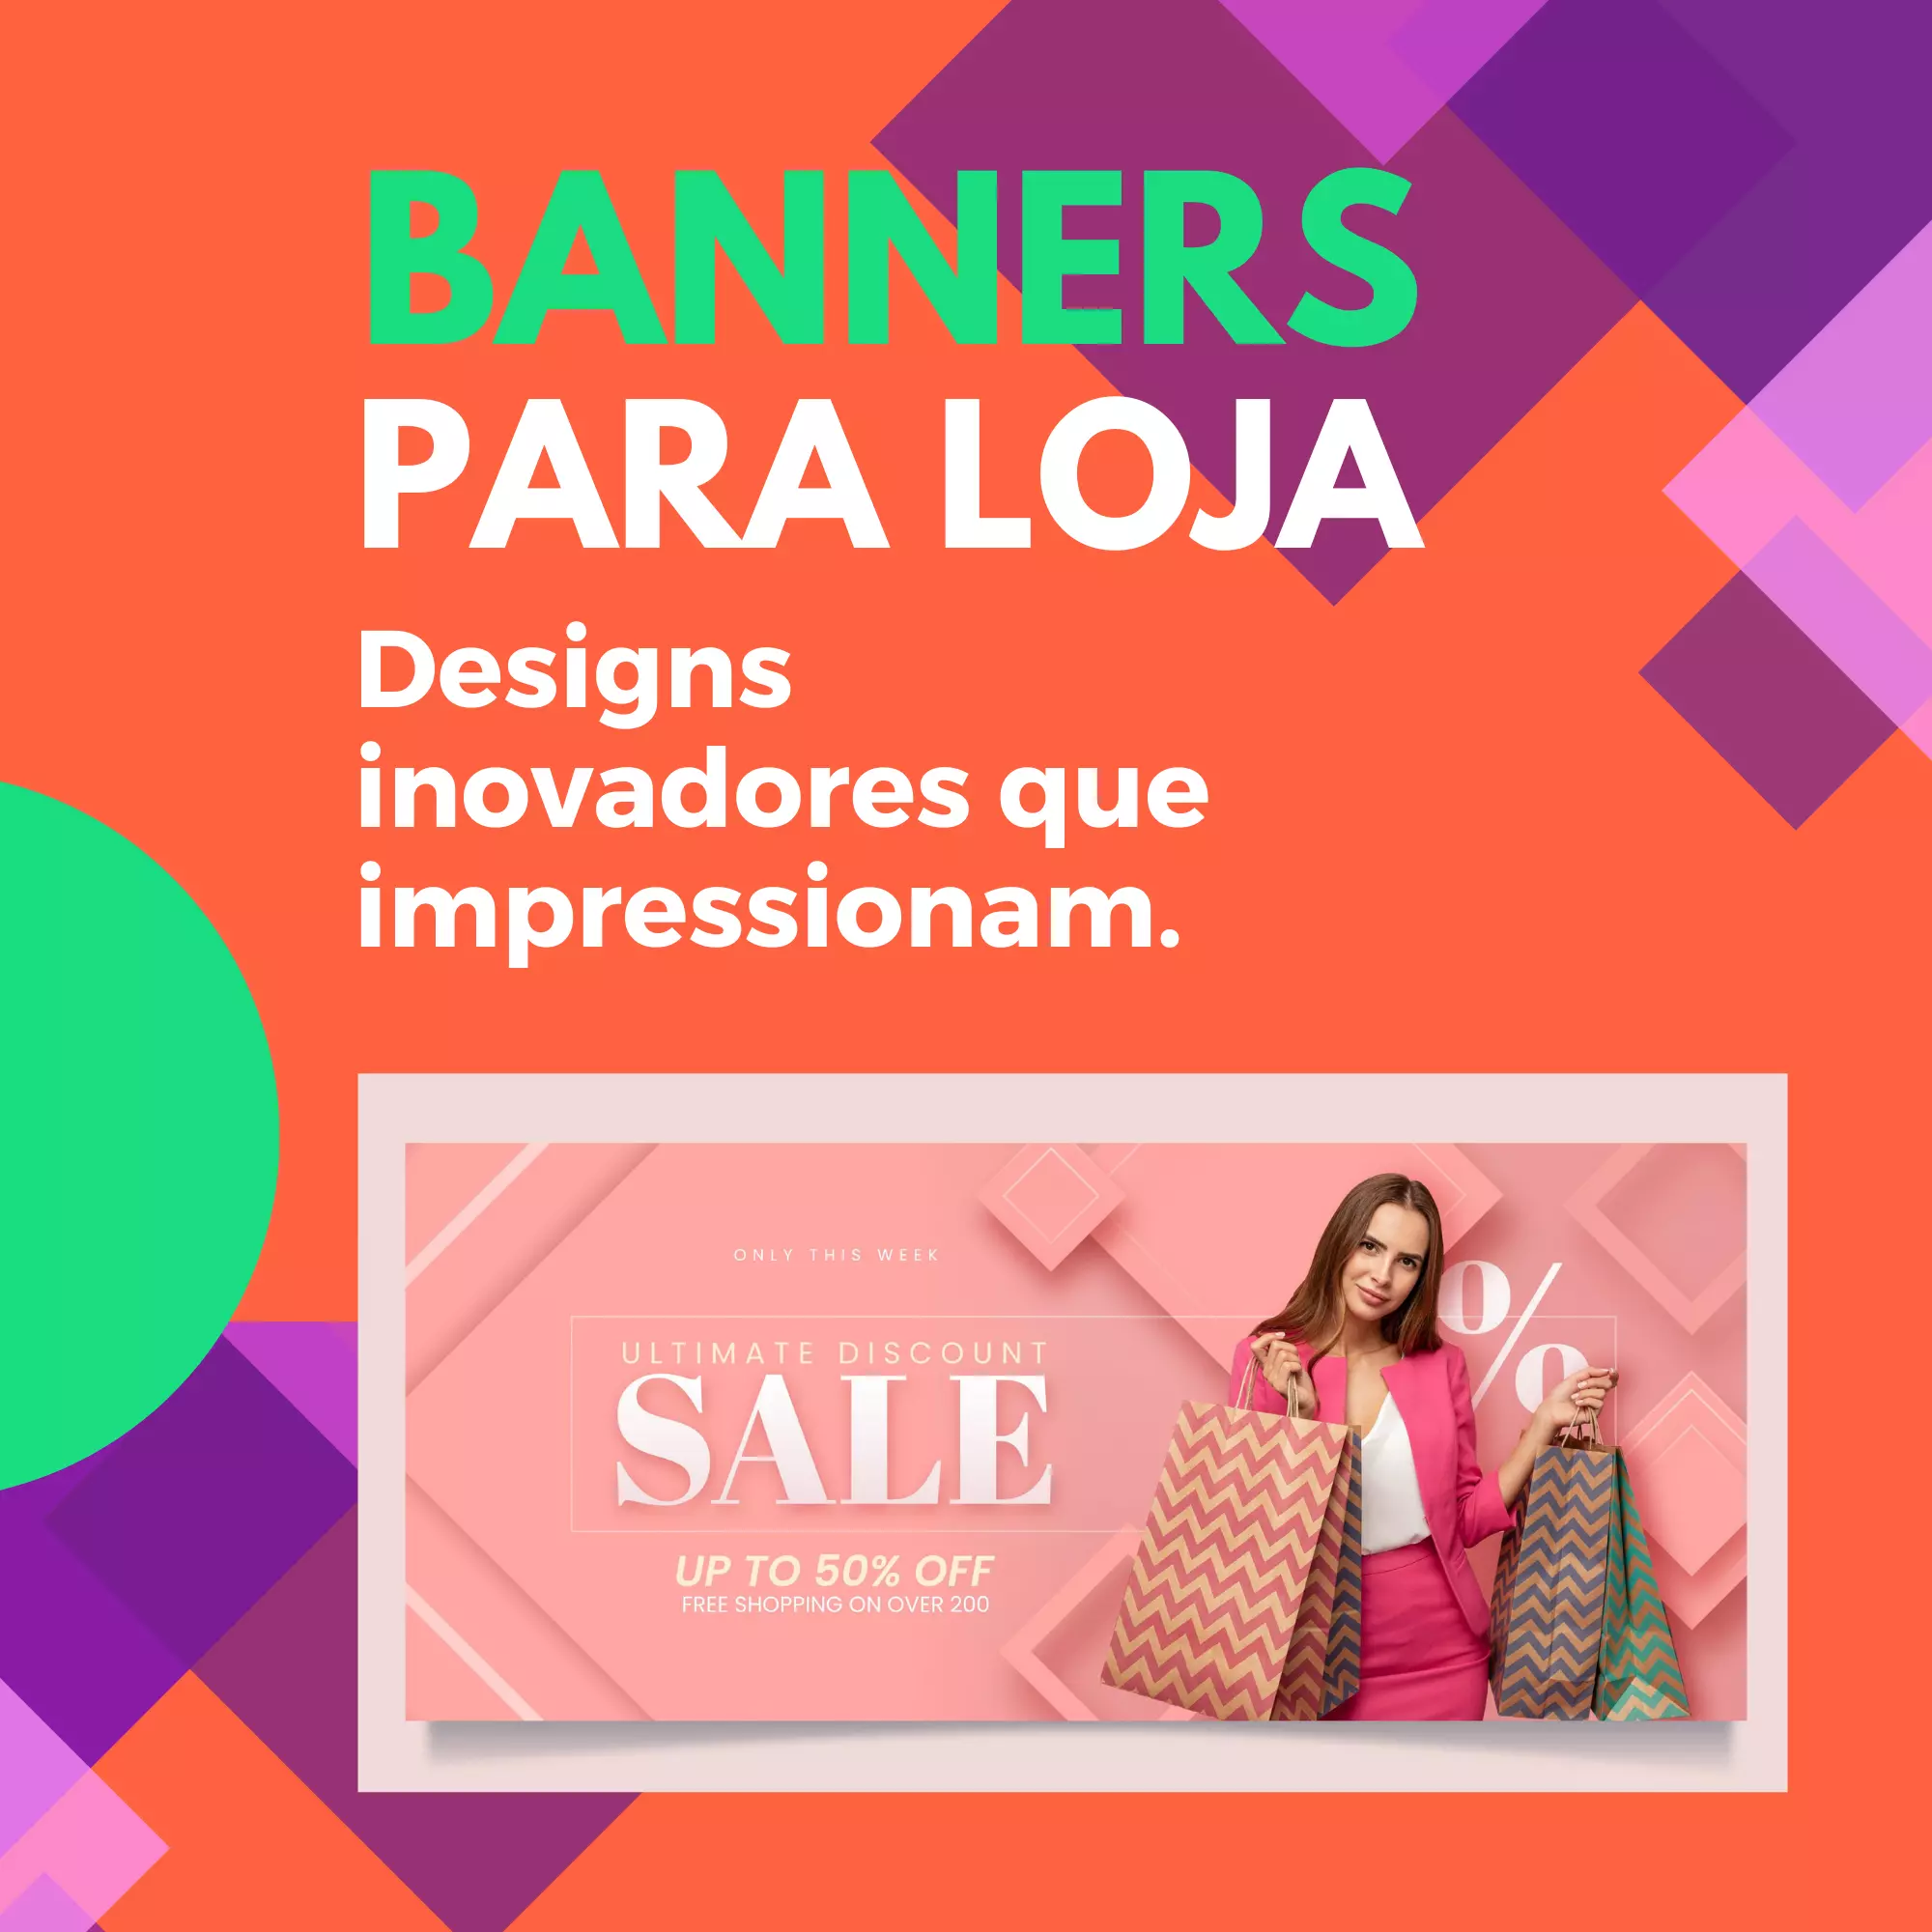 BANNERS
PARA LOJA
Designs
inovadores que
impressionam.
ONLY THIS WEEK
ULTIMATE DISCOUNT
SALE
%
UP TO 50% OFF
FREE SHOPPING ON OVER 200